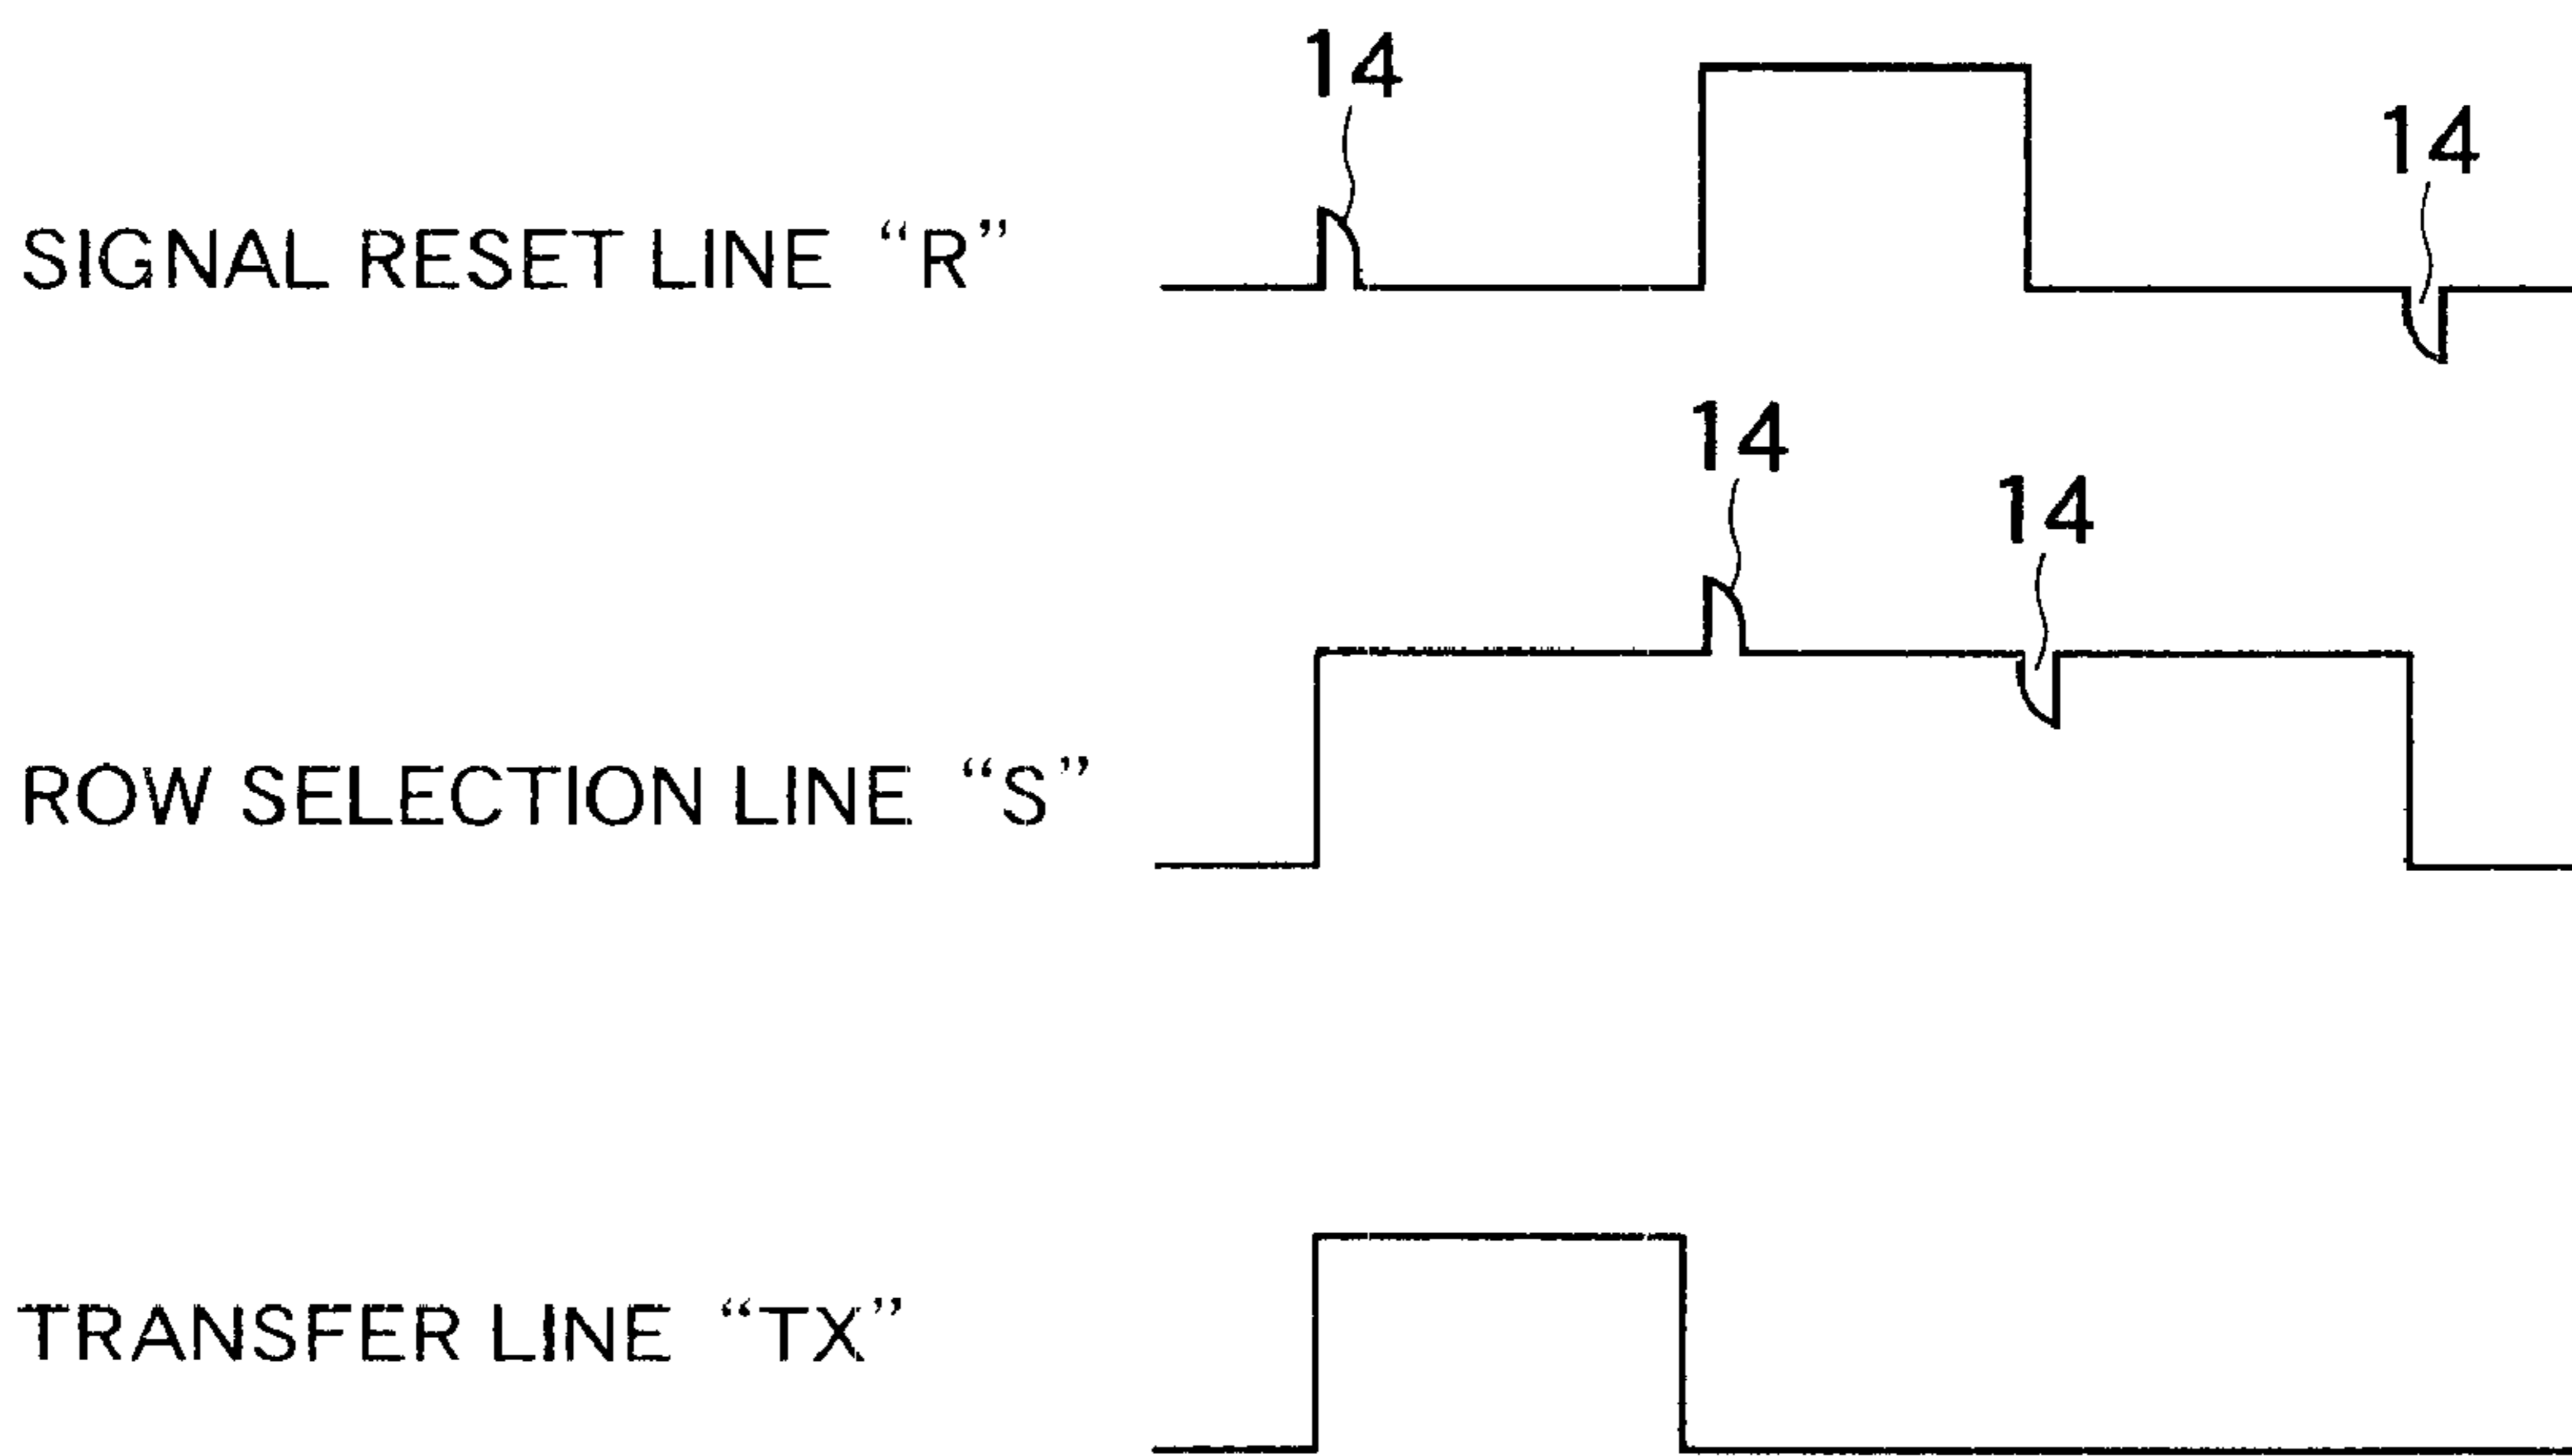 14
14
SIGNAL RESET LINE “R”
14
14
ROW SELECTION LINE “S”
TRANSFER LINE “TX”